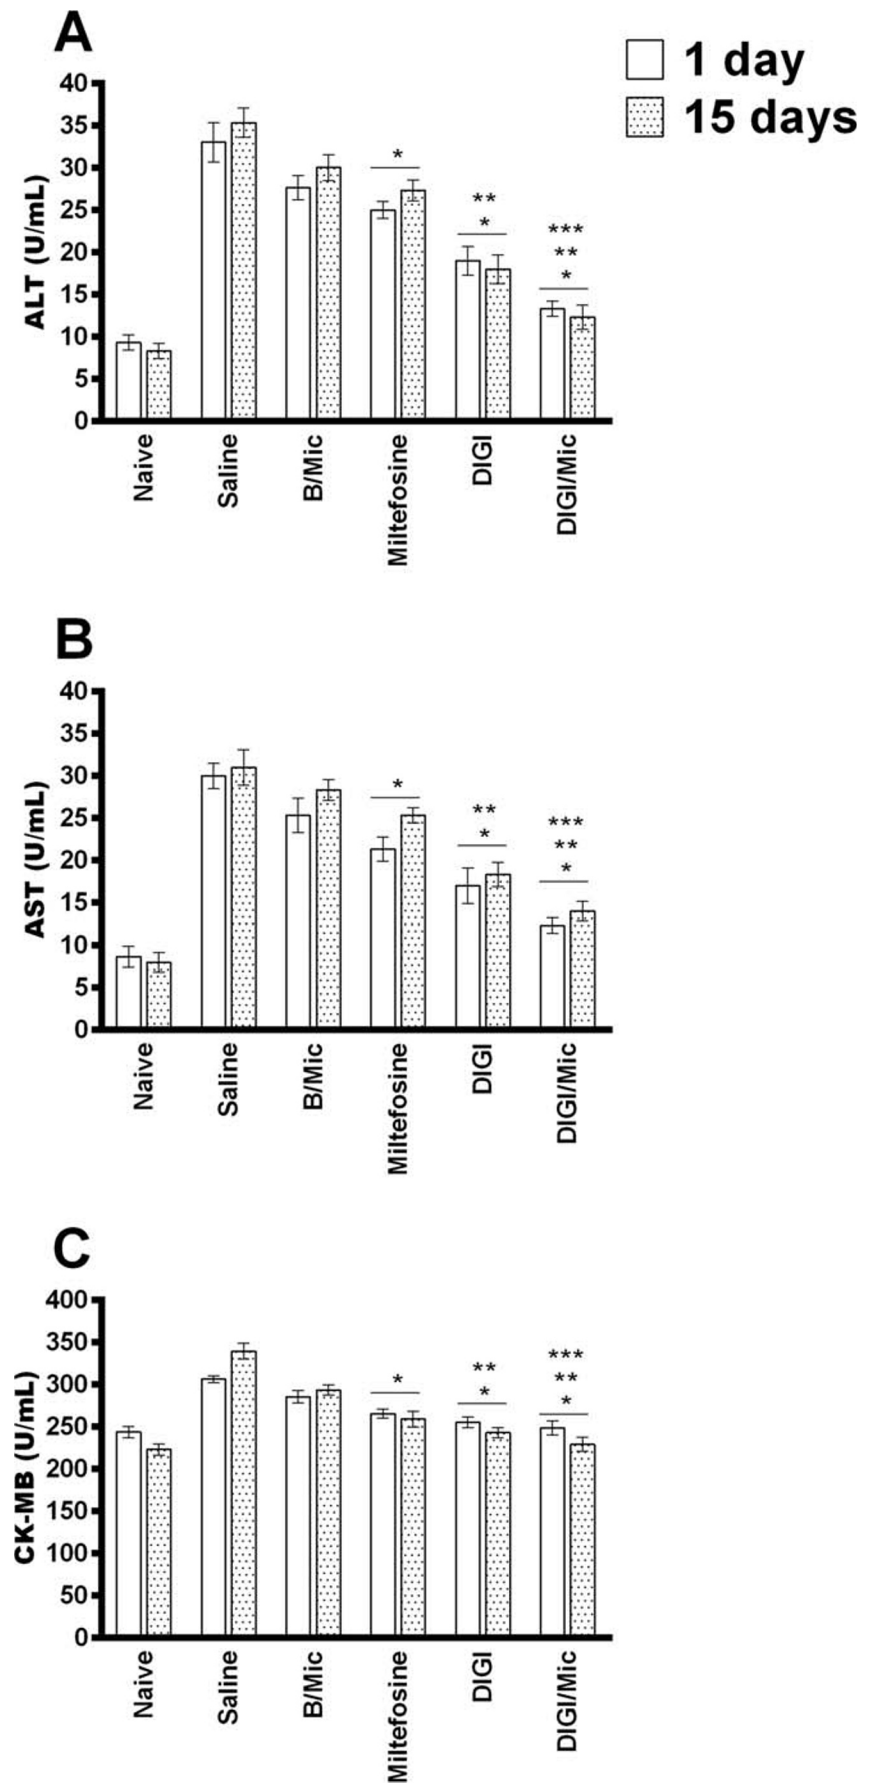 A
1 day
15 days
40
35
30
25
20
15
10
5
0
ALT (U/mL)
*
**
*
***
**
*
Naive
Saline
B/Mic
Miltefosine
DIGI
DIGI/Mic
B
40
35
30
25
20
15
10
5
0
AST (U/mL)
*
**
*
***
**
*
Naive
Saline
B/Mic
Miltefosine
DIGI
DIGI/Mic
C
400
350
300
250
200
150
100
50
0
CK-MB (U/mL)
*
**
*
***
**
*
Naive
Saline
B/Mic
Miltefosine
DIGI
DIGI/Mic